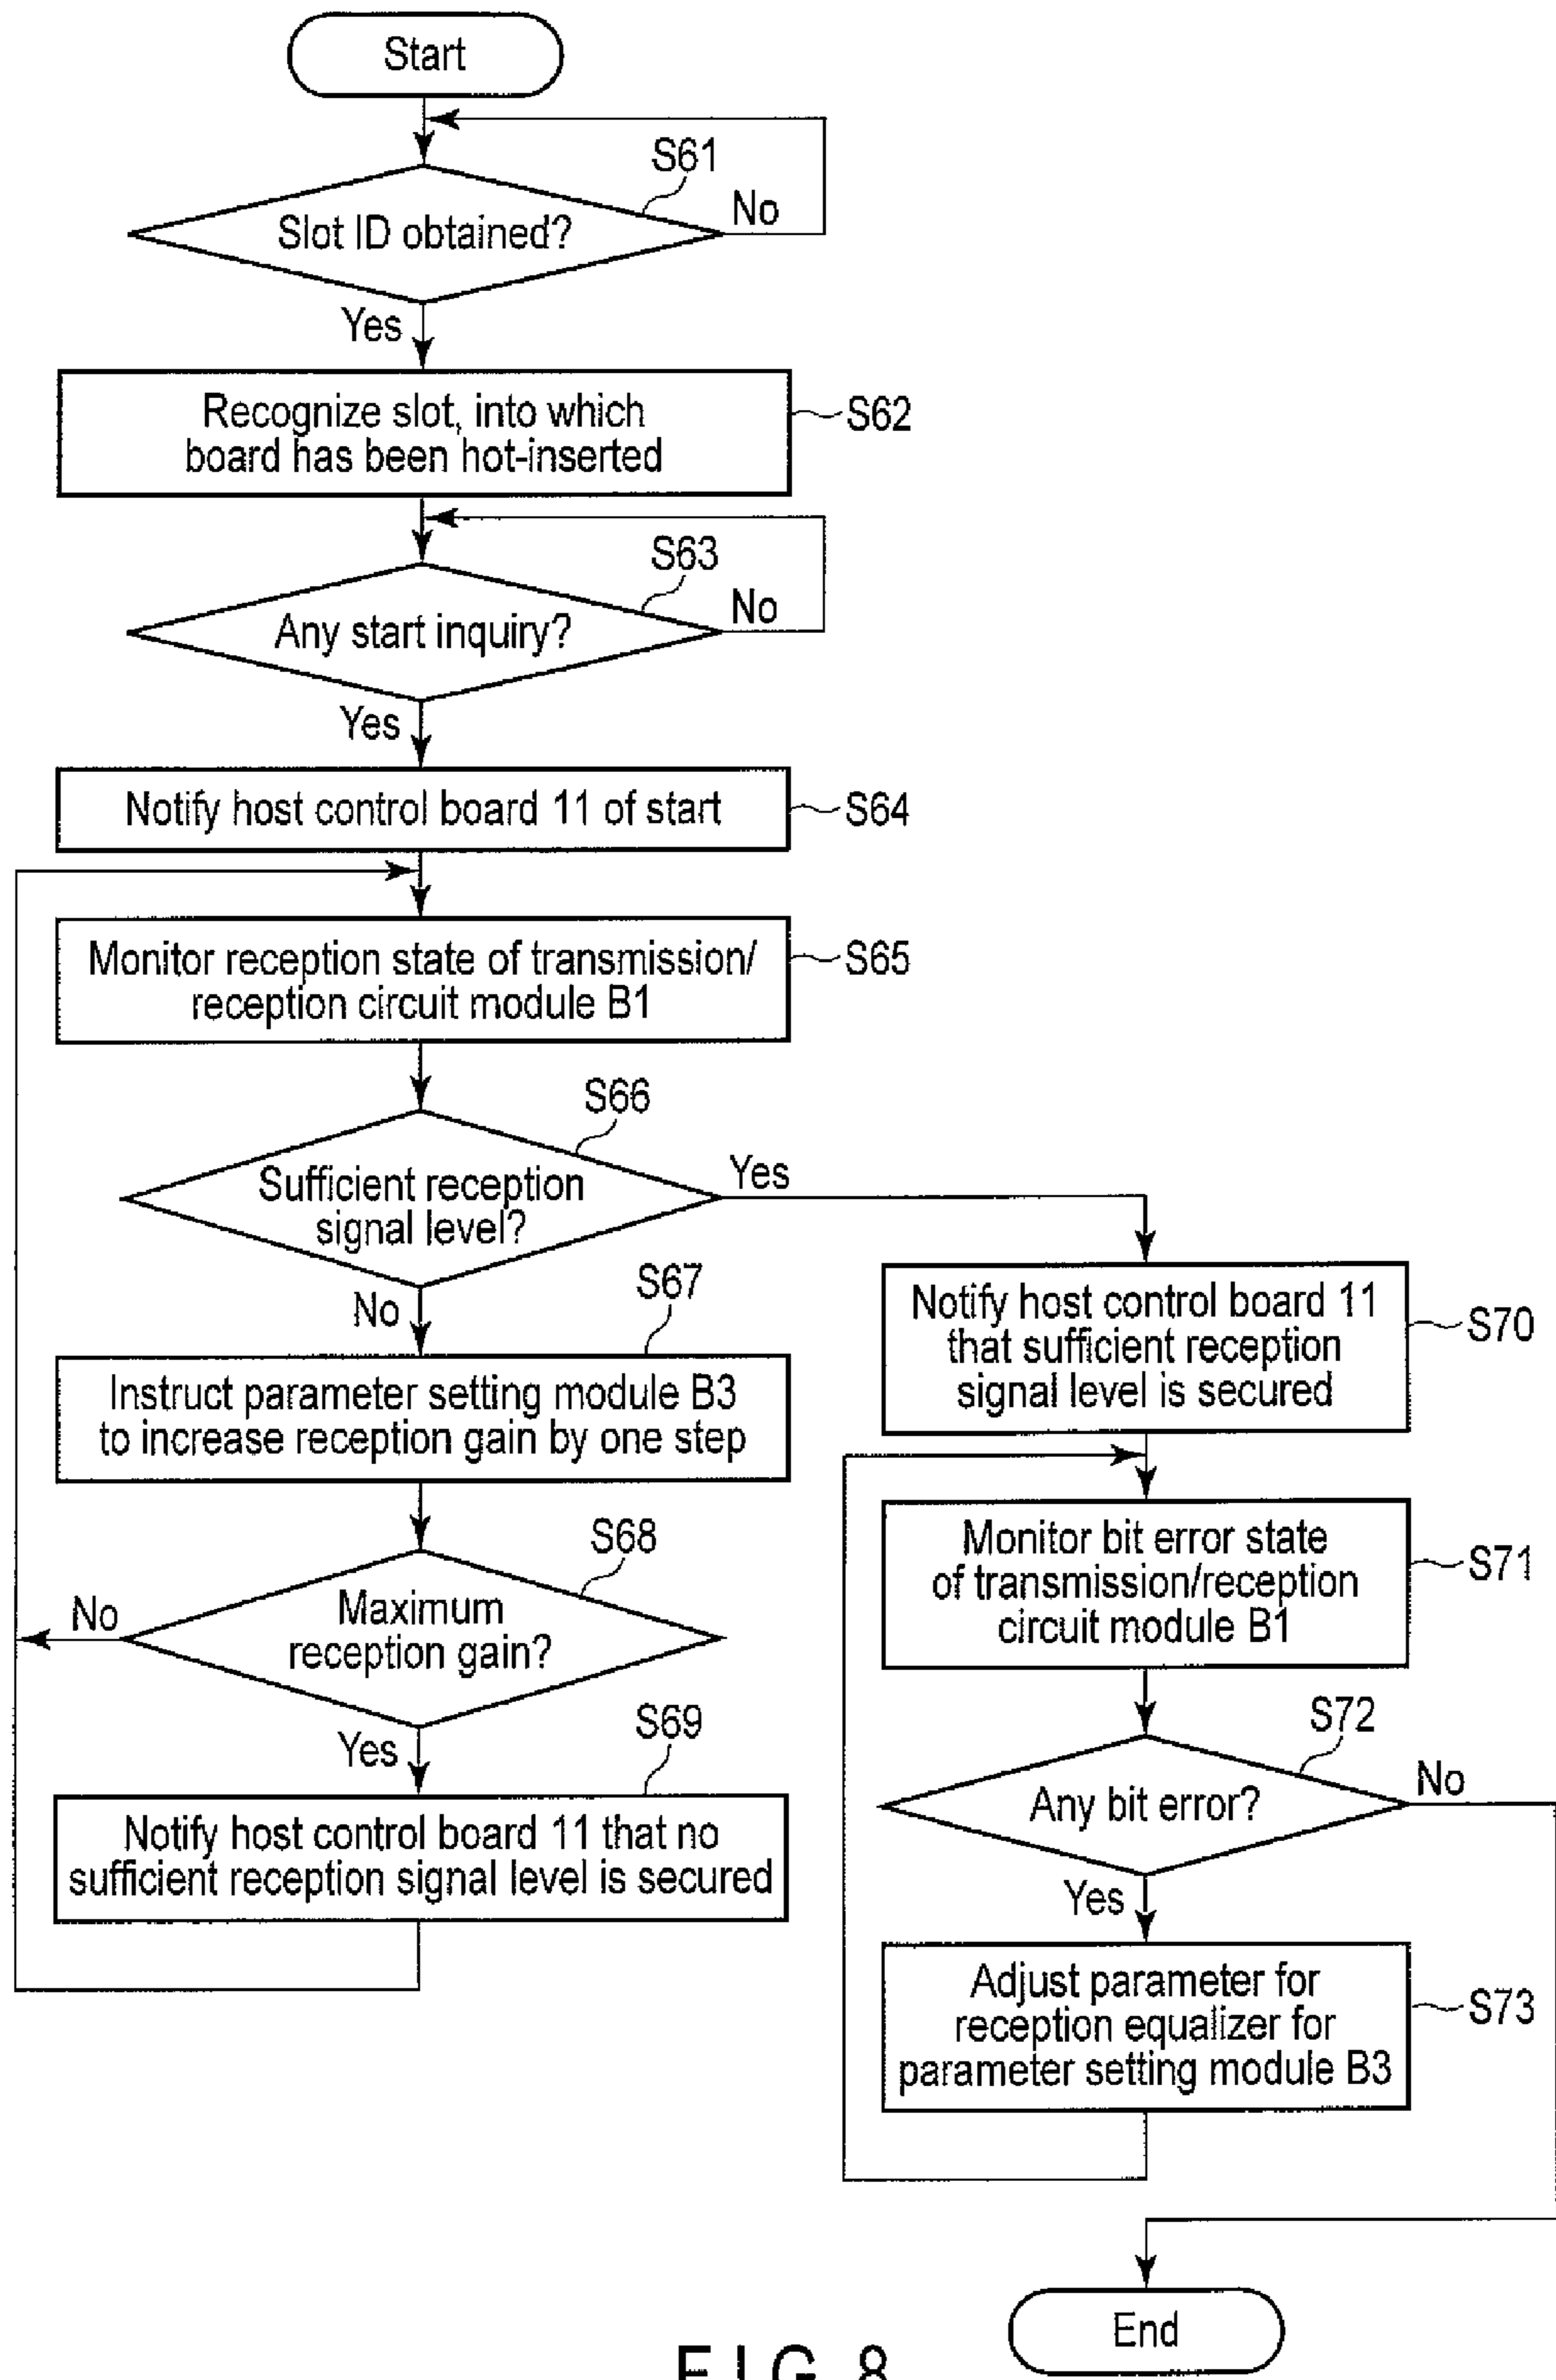 Start
S61
No
Slot ID obtained?
Yes
Recognize slot, into which
board has been hot-inserted
S62
S63
No
Any start inquiry?
Yes
Notify host control board 11 of start
S64
Monitor reception state of transmission/
reception circuit module B1
S65
S66
Sufficient reception
signal level?
Yes
No
S67
Instruct parameter setting module B3
to increase reception gain by one step
S68
Maximum
reception gain?
No
Yes
S69
Notify host control board 11 that no
sufficient reception signal level is secured
Notify host control board 11
that sufficient reception
signal level is secured
S70
Monitor bit error state
of transmission/reception
circuit module B1
S71
S72
Any bit error?
No
Yes
Adjust parameter for
reception equalizer for
parameter setting module B3
S73
End
FIG. 8